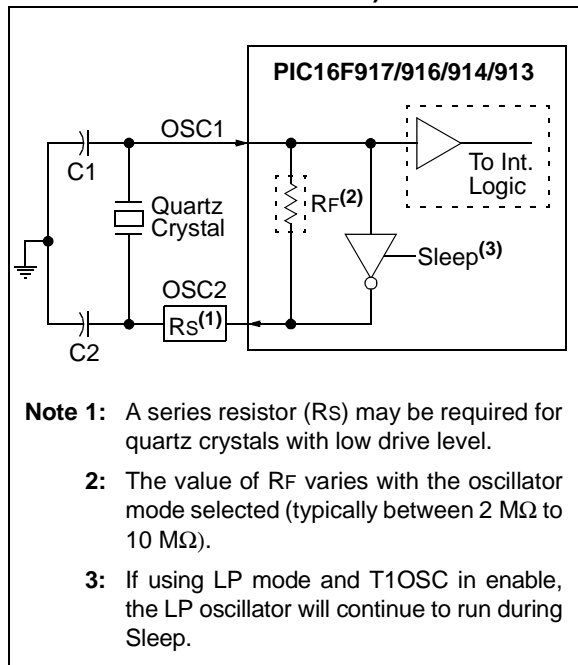 PIC16F917/916/914/913
OSC1
To Int.
Logic
C1
Quartz
Crystal
RF(2)
Sleep(3)
OSC2
RS(1)
C2
Note 1: A series resistor (RS) may be required for
quartz crystals with low drive level.
2: The value of RF varies with the oscillator
mode selected (typically between 2 MΩ to
10 MΩ).
3: If using LP mode and T1OSC in enable,
the LP oscillator will continue to run during
Sleep.